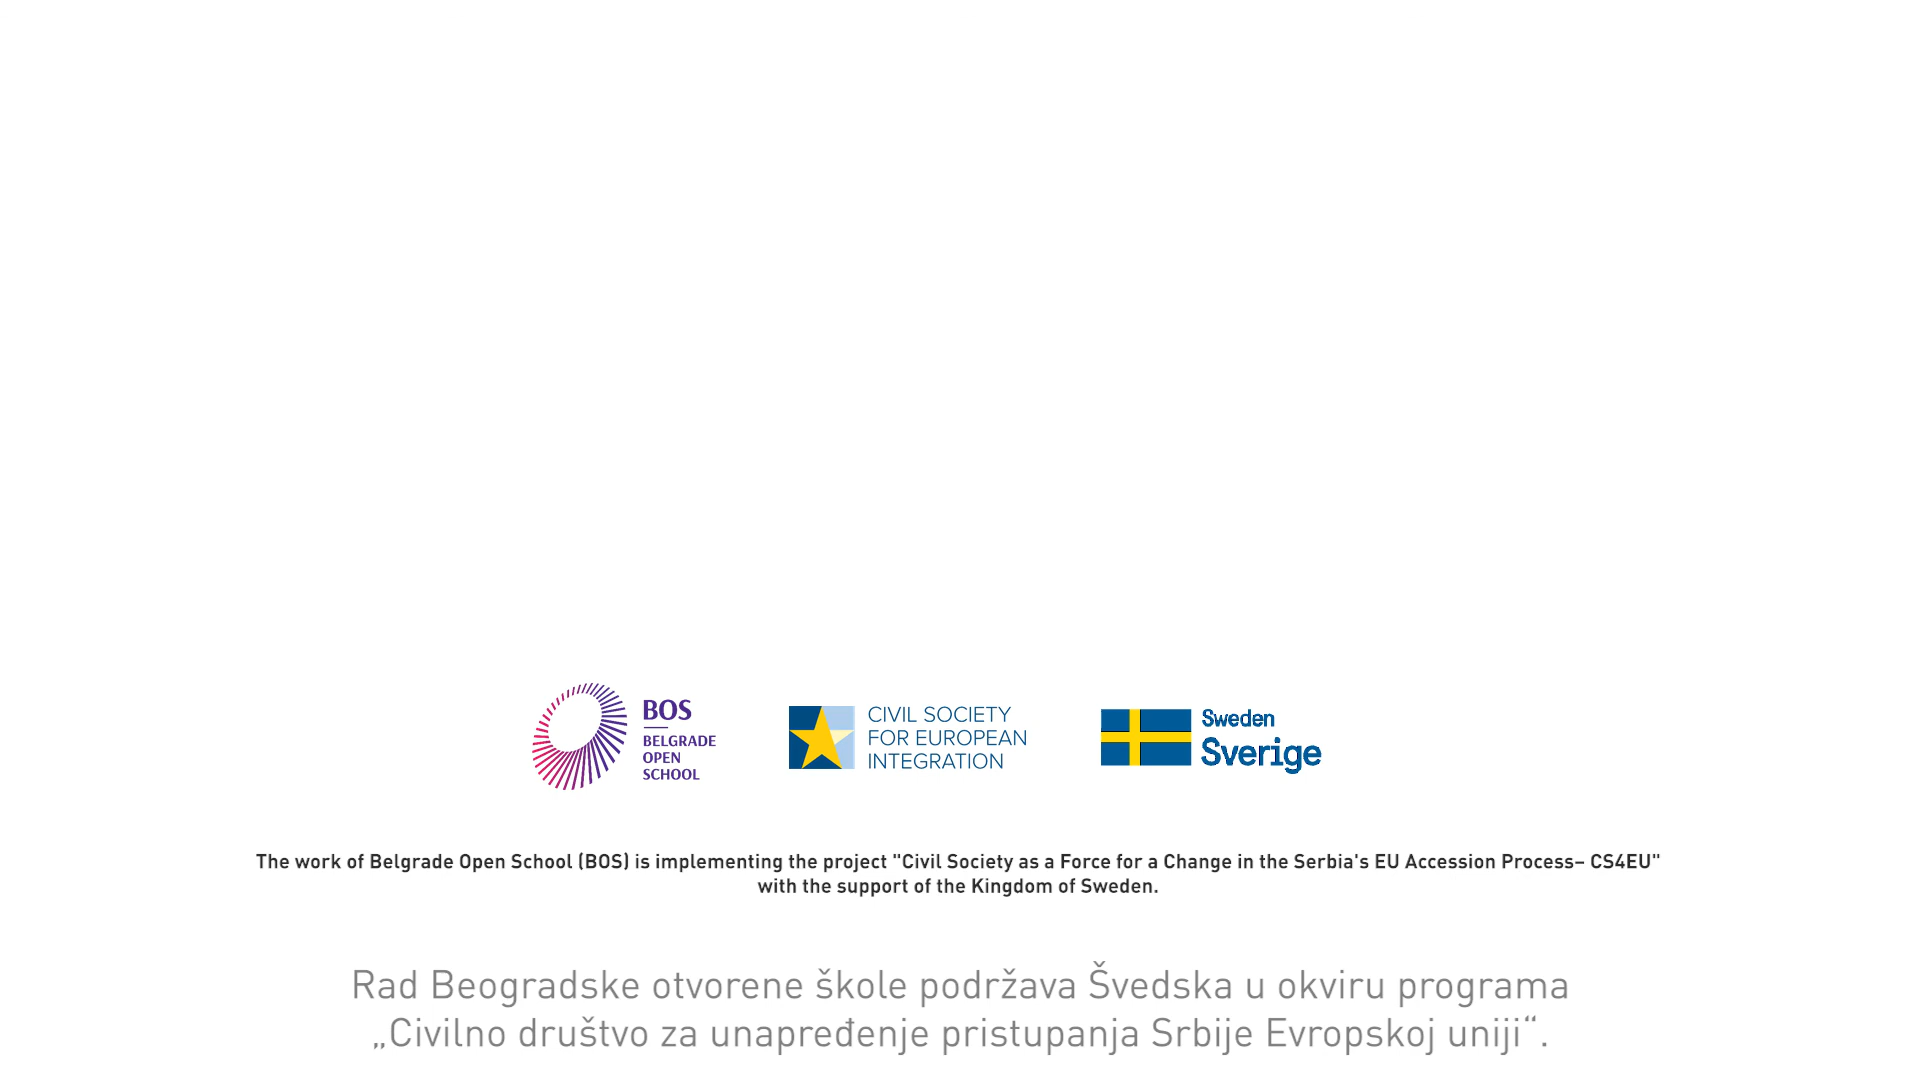 BOS
BELGRADE
OPEN
SCHOOL
CIVIL SOCIETY
FOR EUROPEAN
INTEGRATION
Sweden
Sverige
The work of Belgrade Open School (BOS) is implementing the project "Civil Society as a Force for a Change in the Serbia's EU Accession Process– CS4EU"
with the support of the Kingdom of Sweden.
Rad Beogradske otvorene škole podržava Švedska u okviru programa
„Civilno društvo za unapređenje pristupanja Srbije Evropskoj uniji“.